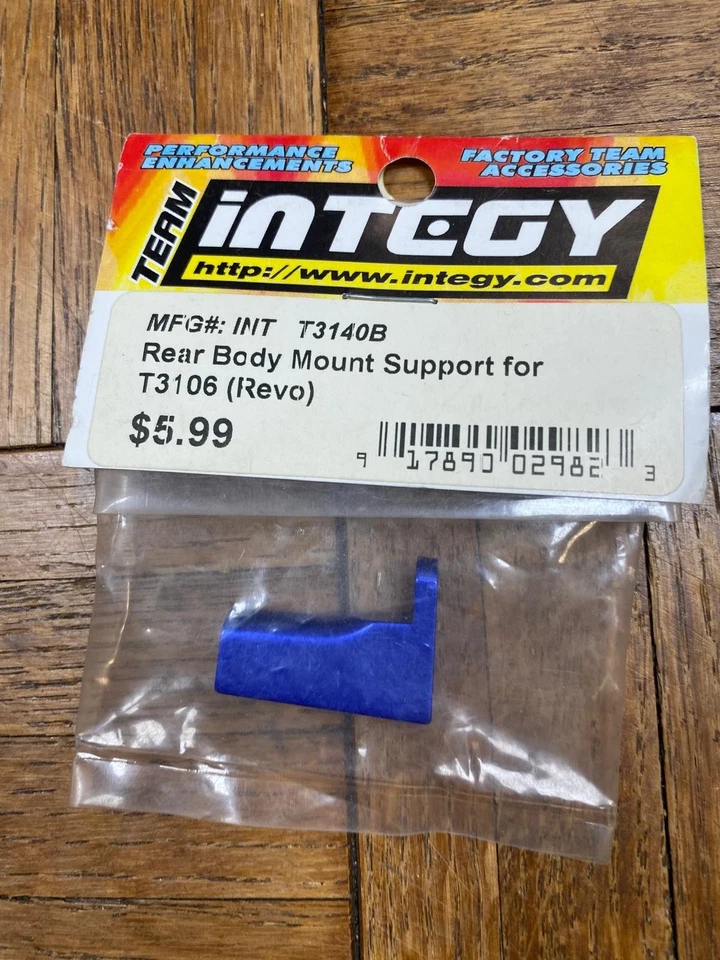 PERFORMANCE
ENHANCEMENTS
FACTORY TEAM
ACCESSORIES
TEAM
inTEGY
http://www.integy.com
MFG#: INT T3140B
Rear Body Mount Support for
T3106 (Revo)
$5.99
9 17890 02982 3